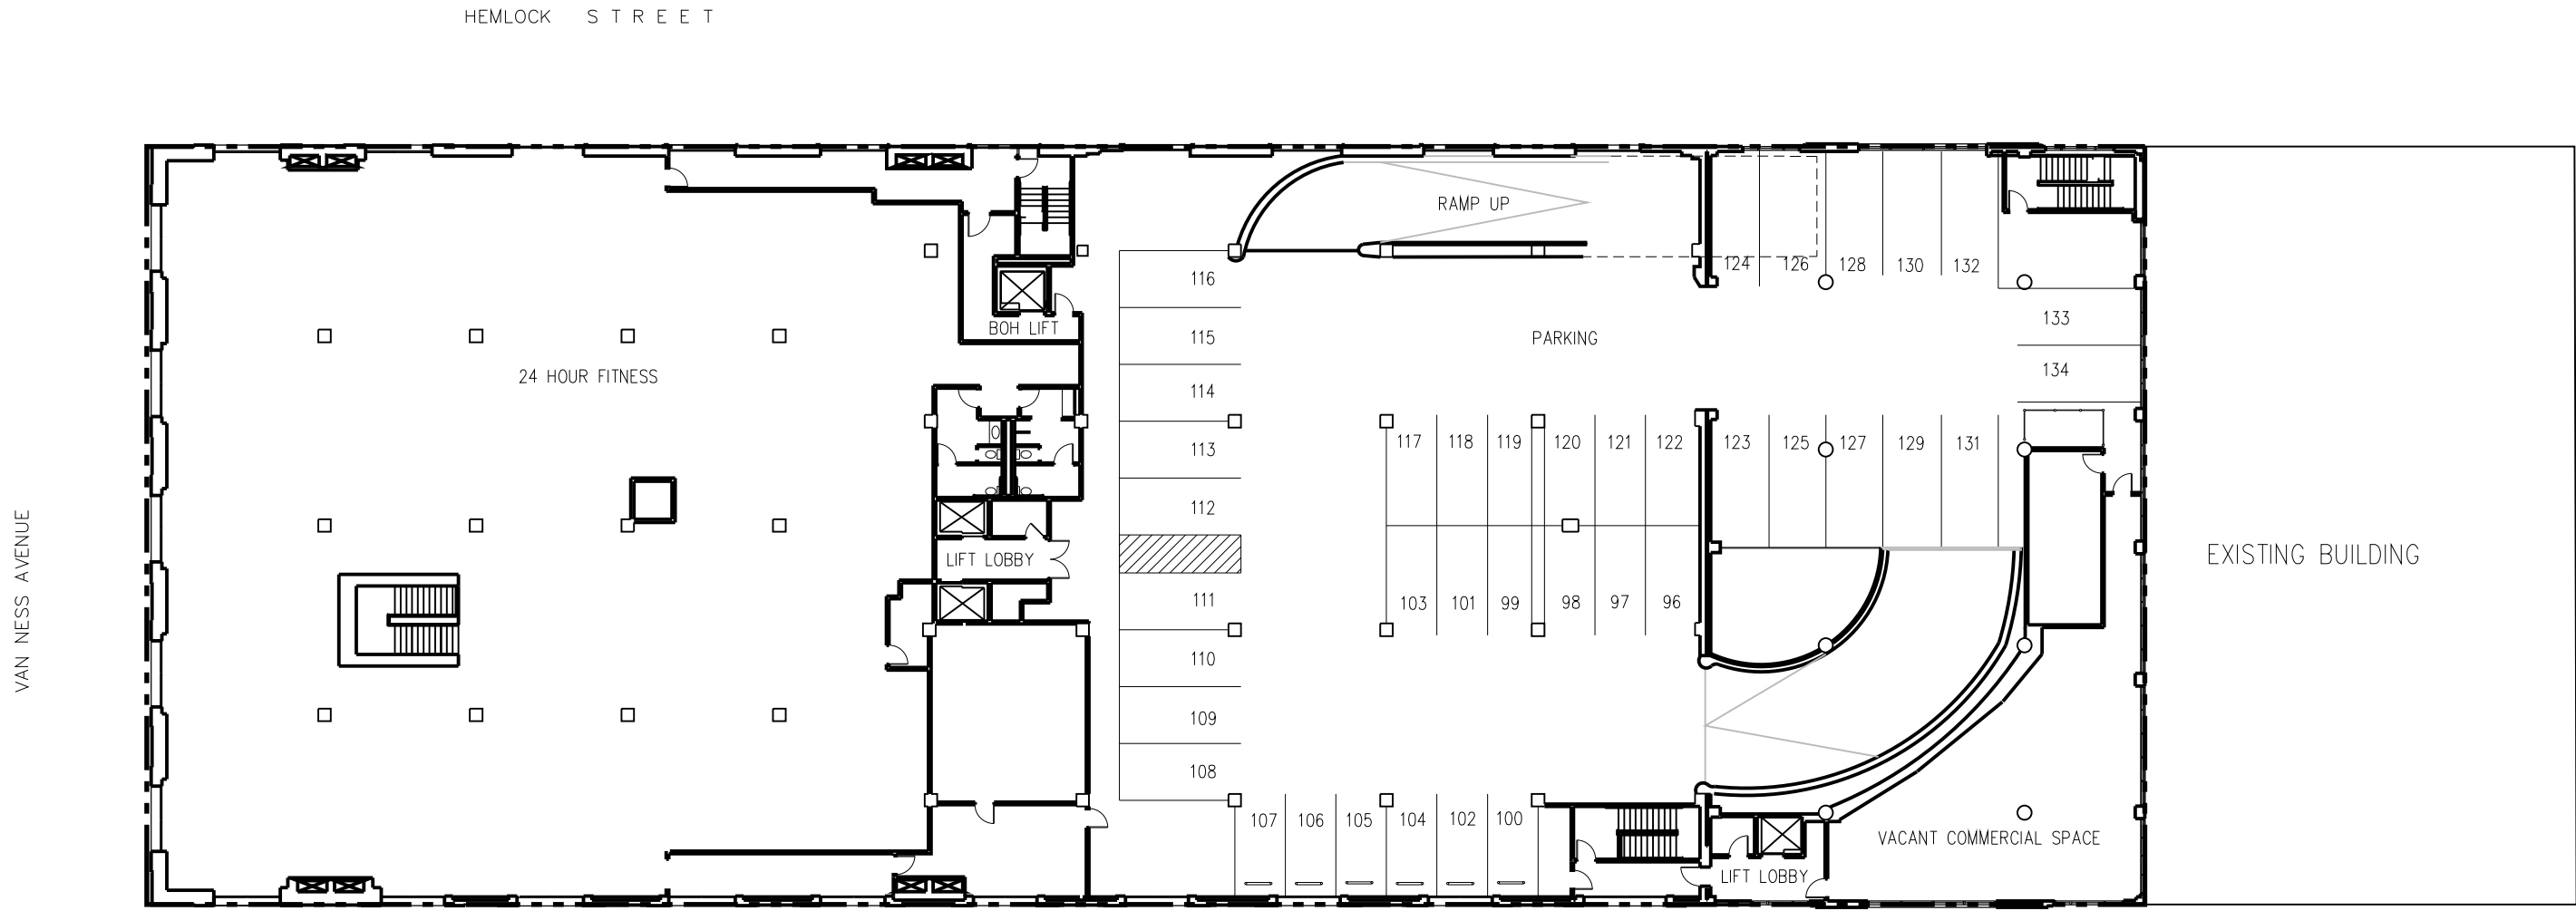 HEMLOCK STREET
VAN NESS AVENUE
24 HOUR FITNESS
BOH LIFT
LIFT LOBBY
RAMP UP
PARKING
116
115
114
113
112
111
110
109
108
124 126 128 130 132
133
134
117 118 119 120 121 122 123 125 127 129 131
103 101 99 98 97 96
107 106 105 104 102 100
VACANT COMMERCIAL SPACE
LIFT LOBBY
EXISTING BUILDING